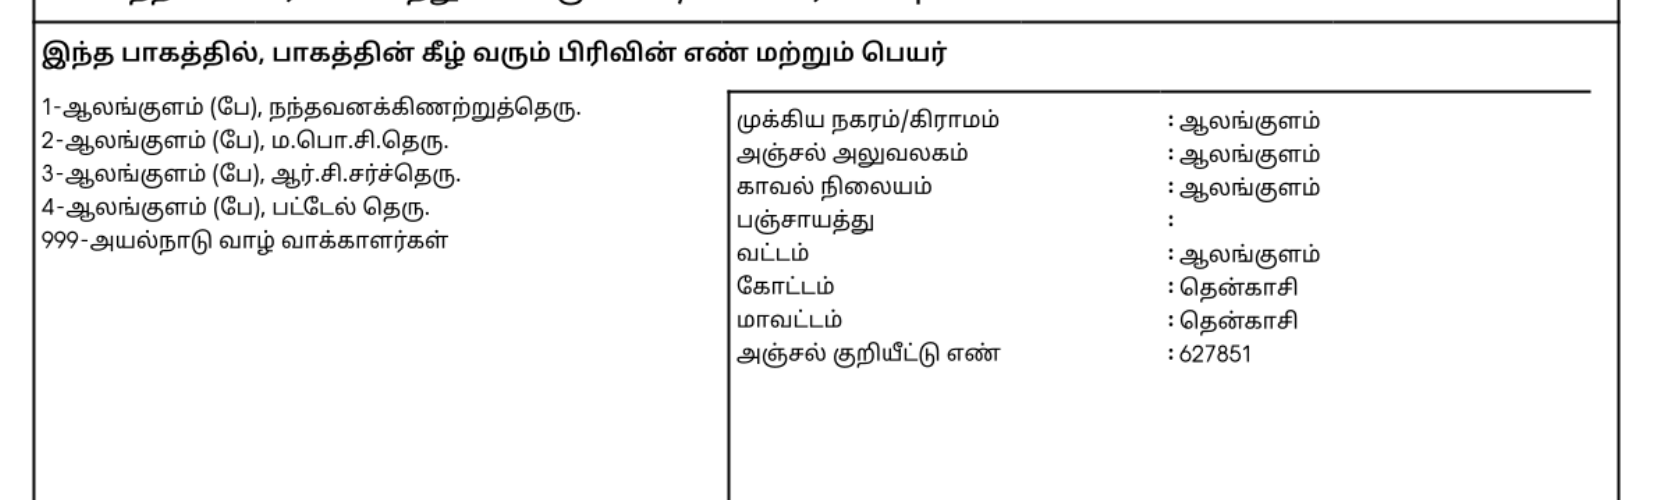 இந்த பாகத்தில், பாகத்தின் கீழ் வரும் பிரிவின் எண் மற்றும் பெயர்
1-ஆலங்குளம் (பே), நந்தவனக்கிணற்றுத்தெரு.
2-ஆலங்குளம் (பே), ம.பொ.சி.தெரு.
3-ஆலங்குளம் (பே), ஆர்.சி.சர்ச்தெரு.
4-ஆலங்குளம் (பே), பட்டேல் தெரு.
999-அயல்நாடு வாழ் வாக்காளர்கள்
முக்கிய நகரம்/கிராமம் : ஆலங்குளம்
அஞ்சல் அலுவலகம் : ஆலங்குளம்
காவல் நிலையம் : ஆலங்குளம்
பஞ்சாயத்து :
வட்டம் : ஆலங்குளம்
கோட்டம் : தென்காசி
மாவட்டம் : தென்காசி
அஞ்சல் குறியீட்டு எண் : 627851